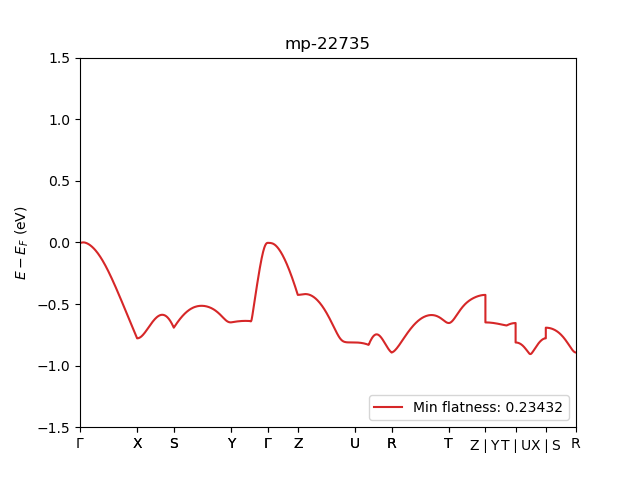 mp-22735
1.5
1.0
0.5
0.0
−0.5
−1.0
−1.5
E − E_F (eV)
Min flatness: 0.23432
Γ X S Y Γ Z U R T Z | Y T | U X | S R